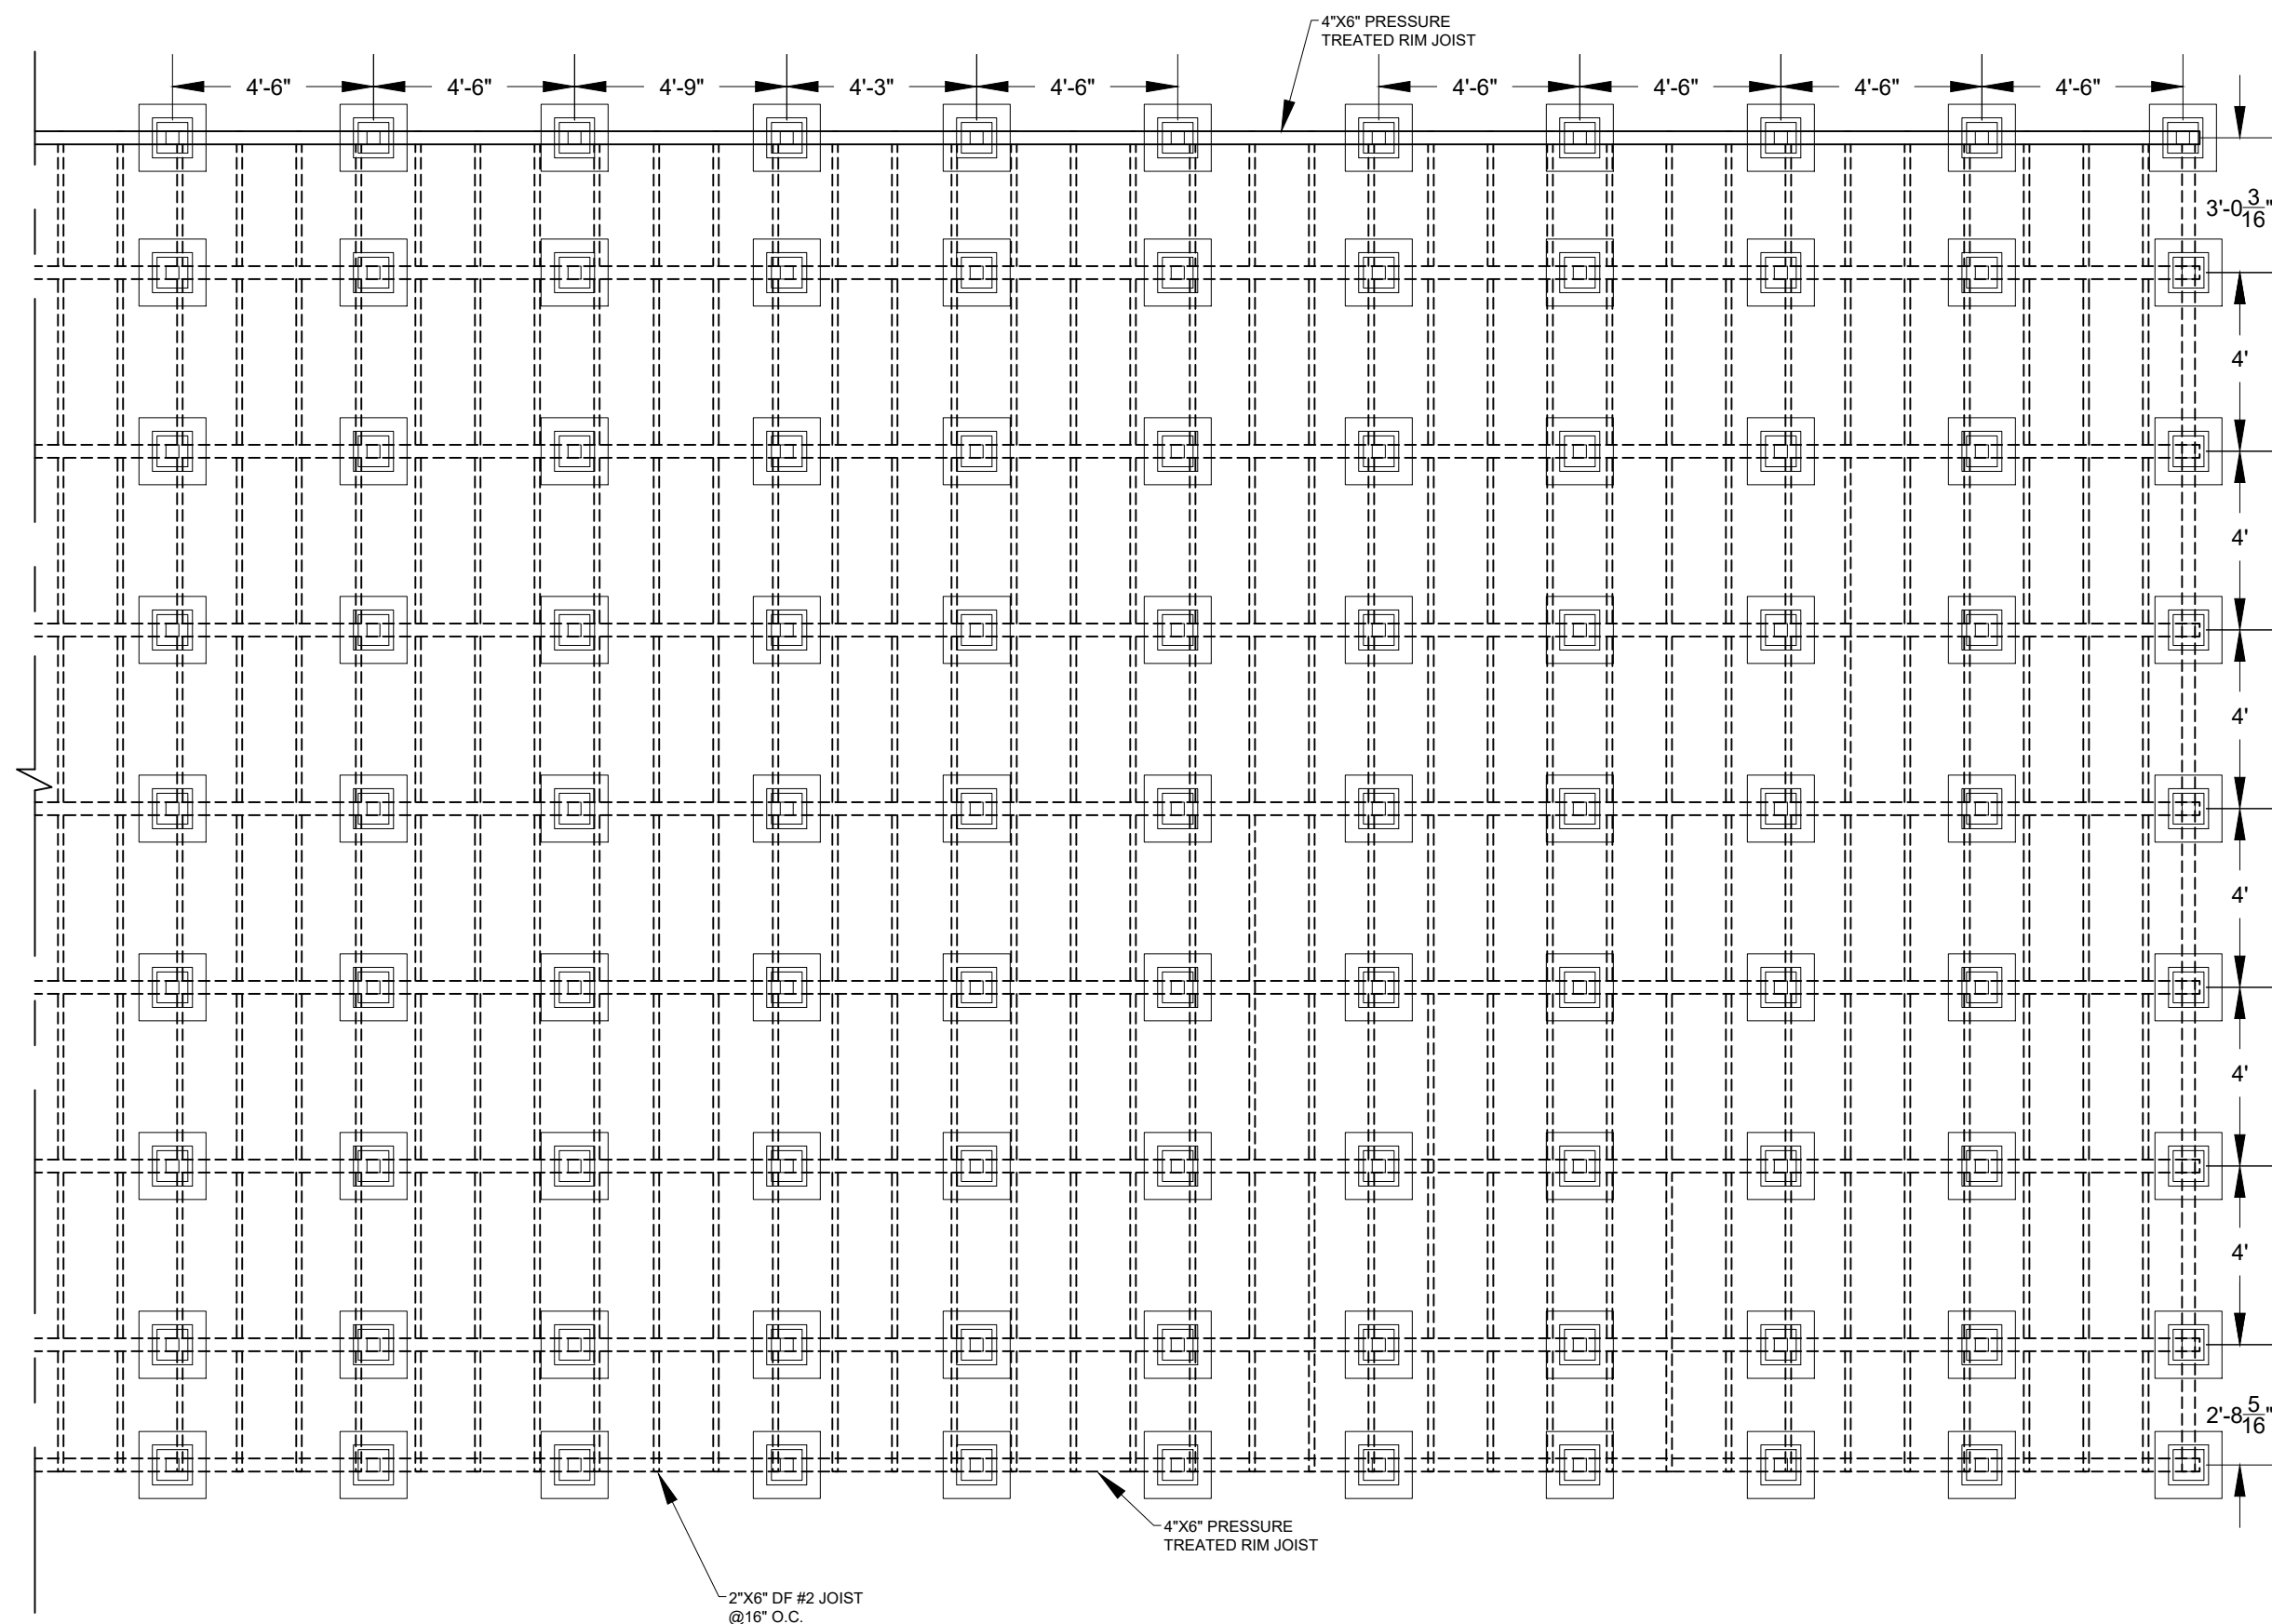 4"X6" PRESSURE
TREATED RIM JOIST
4'-6" 4'-6" 4'-9" 4'-3" 4'-6" 4'-6" 4'-6" 4'-6" 4'-6"
3'-0 3/16"
4'
4'
4'
4'
4'
4'
2'-8 5/16"
4"X6" PRESSURE
TREATED RIM JOIST
2"X6" DF #2 JOIST
@16" O.C.